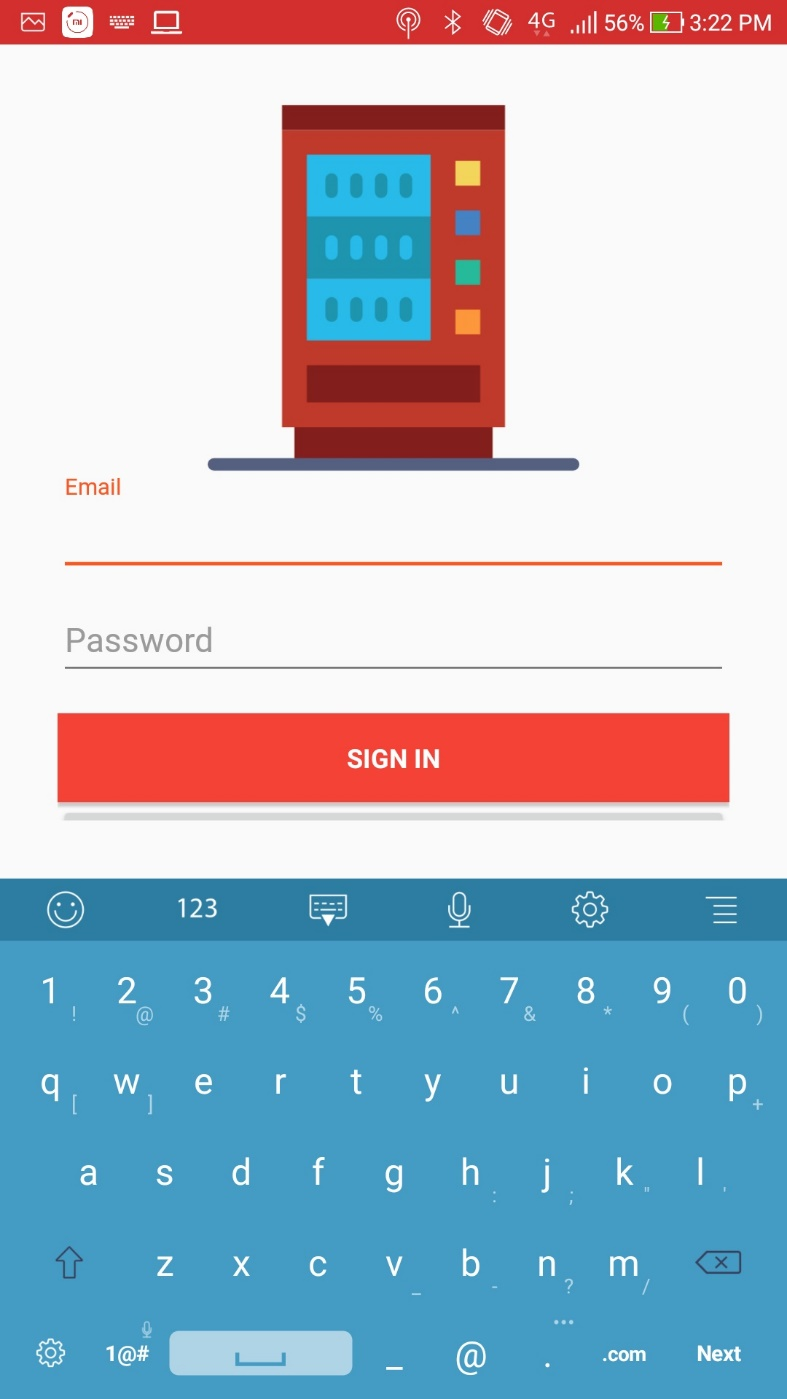 4G 56% 3:22 PM
Email
Password
SIGN IN
123
1 ! 2 @ 3 # 4 $ 5 % 6 ^ 7 & 8 * 9 ( 0 )
q [ w ] e r t y u i o p +
a s d f g h : j ; k " l '
z x c v _ b - n ? m /
1@# _ @ . .com Next